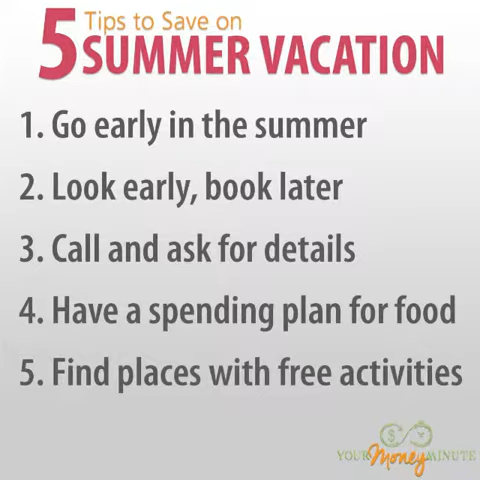 5 Tips to Save on
SUMMER VACATION
1. Go early in the summer
2. Look early, book later
3. Call and ask for details
4. Have a spending plan for food
5. Find places with free activities
YOUR Money MINUTE